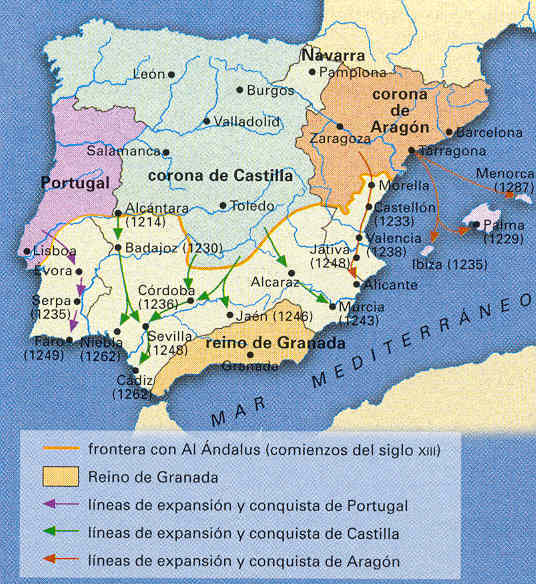 Navarra
León
Pamplona
Burgos
corona
de
Aragón
Valladolid
Zaragoza
Barcelona
Salamanca
Tarragona
Portugal
corona de Castilla
Menorca
(1287)
Morella
Alcántara
(1214)
Toledo
Castellón
(1233)
Palma
(1229)
Lisboa
Badajoz (1230)
Valencia
(1238)
Játiva
(1248)
Ibiza (1235)
Evora
Alcaraz
Alicante
Serpa
(1235)
Córdoba
(1236)
Jaén (1246)
Murcia
(1243)
Faro
(1249)
Niebla
(1262)
Sevilla
(1248)
reino de Granada
Granada
Cádiz
(1262)
MAR MEDITERRÁNEO
frontera con Al Ándalus (comienzos del siglo XIII)
Reino de Granada
líneas de expansión y conquista de Portugal
líneas de expansión y conquista de Castilla
líneas de expansión y conquista de Aragón